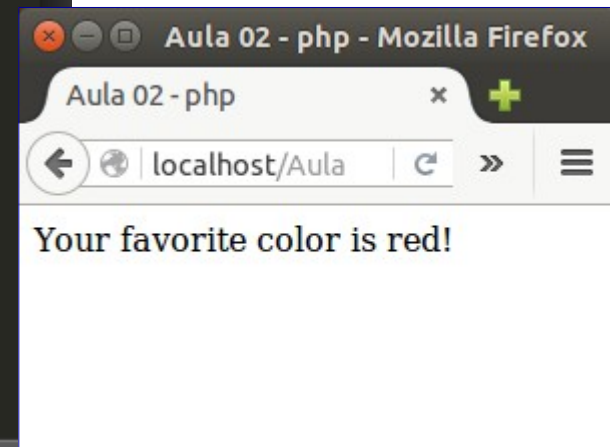 Aula 02 - php - Mozilla Firefox
Aula 02 - php
localhost/Aula
Your favorite color is red!